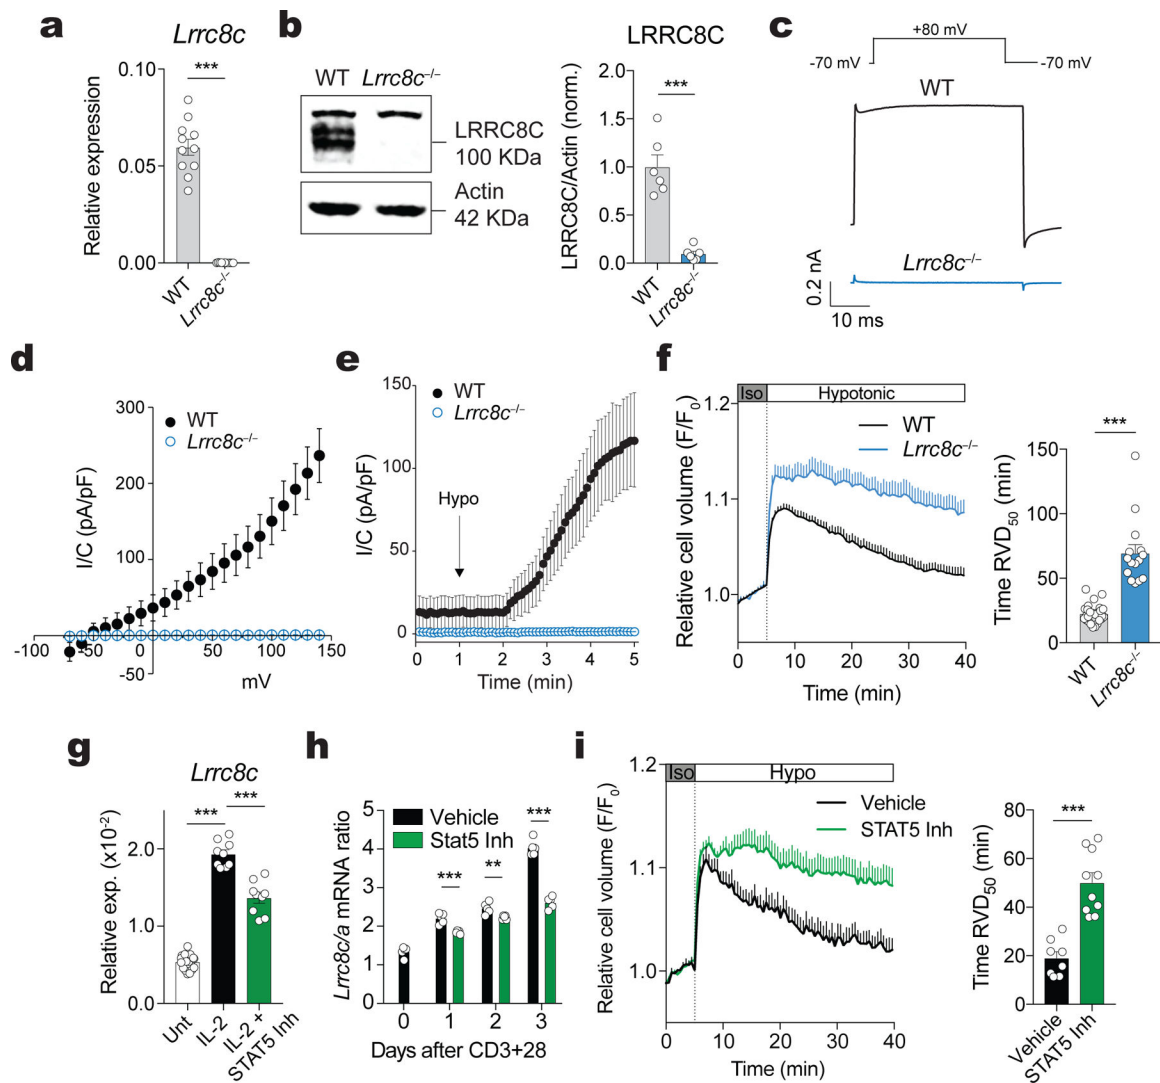 a
Lrrc8c
***
Relative expression
0.10
0.05
0.00
WT
Lrrc8c⁻/⁻
b
WT Lrrc8c⁻/⁻
LRRC8C
100 KDa
Actin
42 KDa
LRRC8C
***
LRRC8C/Actin (norm.)
2.0
1.5
1.0
0.5
0.0
WT
Lrrc8c⁻/⁻
c
+80 mV
-70 mV
-70 mV
WT
Lrrc8c⁻/⁻
0.2 nA
10 ms
d
WT
Lrrc8c⁻/⁻
I/C (pA/pF)
300
200
100
-50
-100
-50
0
50
100
150
mV
e
WT
Lrrc8c⁻/⁻
I/C (pA/pF)
150
100
50
0
Hypo
0 1 2 3 4 5
Time (min)
f
Iso Hypotonic
WT
Lrrc8c⁻/⁻
Relative cell volume (F/F₀)
1.2
1.1
1.0
0 10 20 30 40
Time (min)
***
Time RVD₅₀ (min)
150
100
50
0
WT
Lrrc8c⁻/⁻
g
Lrrc8c
*** ***
Relative exp. (x10⁻²)
2.0
1.0
0.0
Unt
IL-2
IL-2 +
STAT5 Inh
h
Vehicle
Stat5 Inh
Lrrc8c/a mRNA ratio
5
4
3
2
1
0
***
**
***
0 1 2 3
Days after CD3+28
i
Iso Hypo
Vehicle
STAT5 Inh
Relative cell volume (F/F₀)
1.2
1.1
1.0
0 10 20 30 40
Time (min)
***
Time RVD₅₀ (min)
80
60
40
20
0
Vehicle
STAT5 Inh